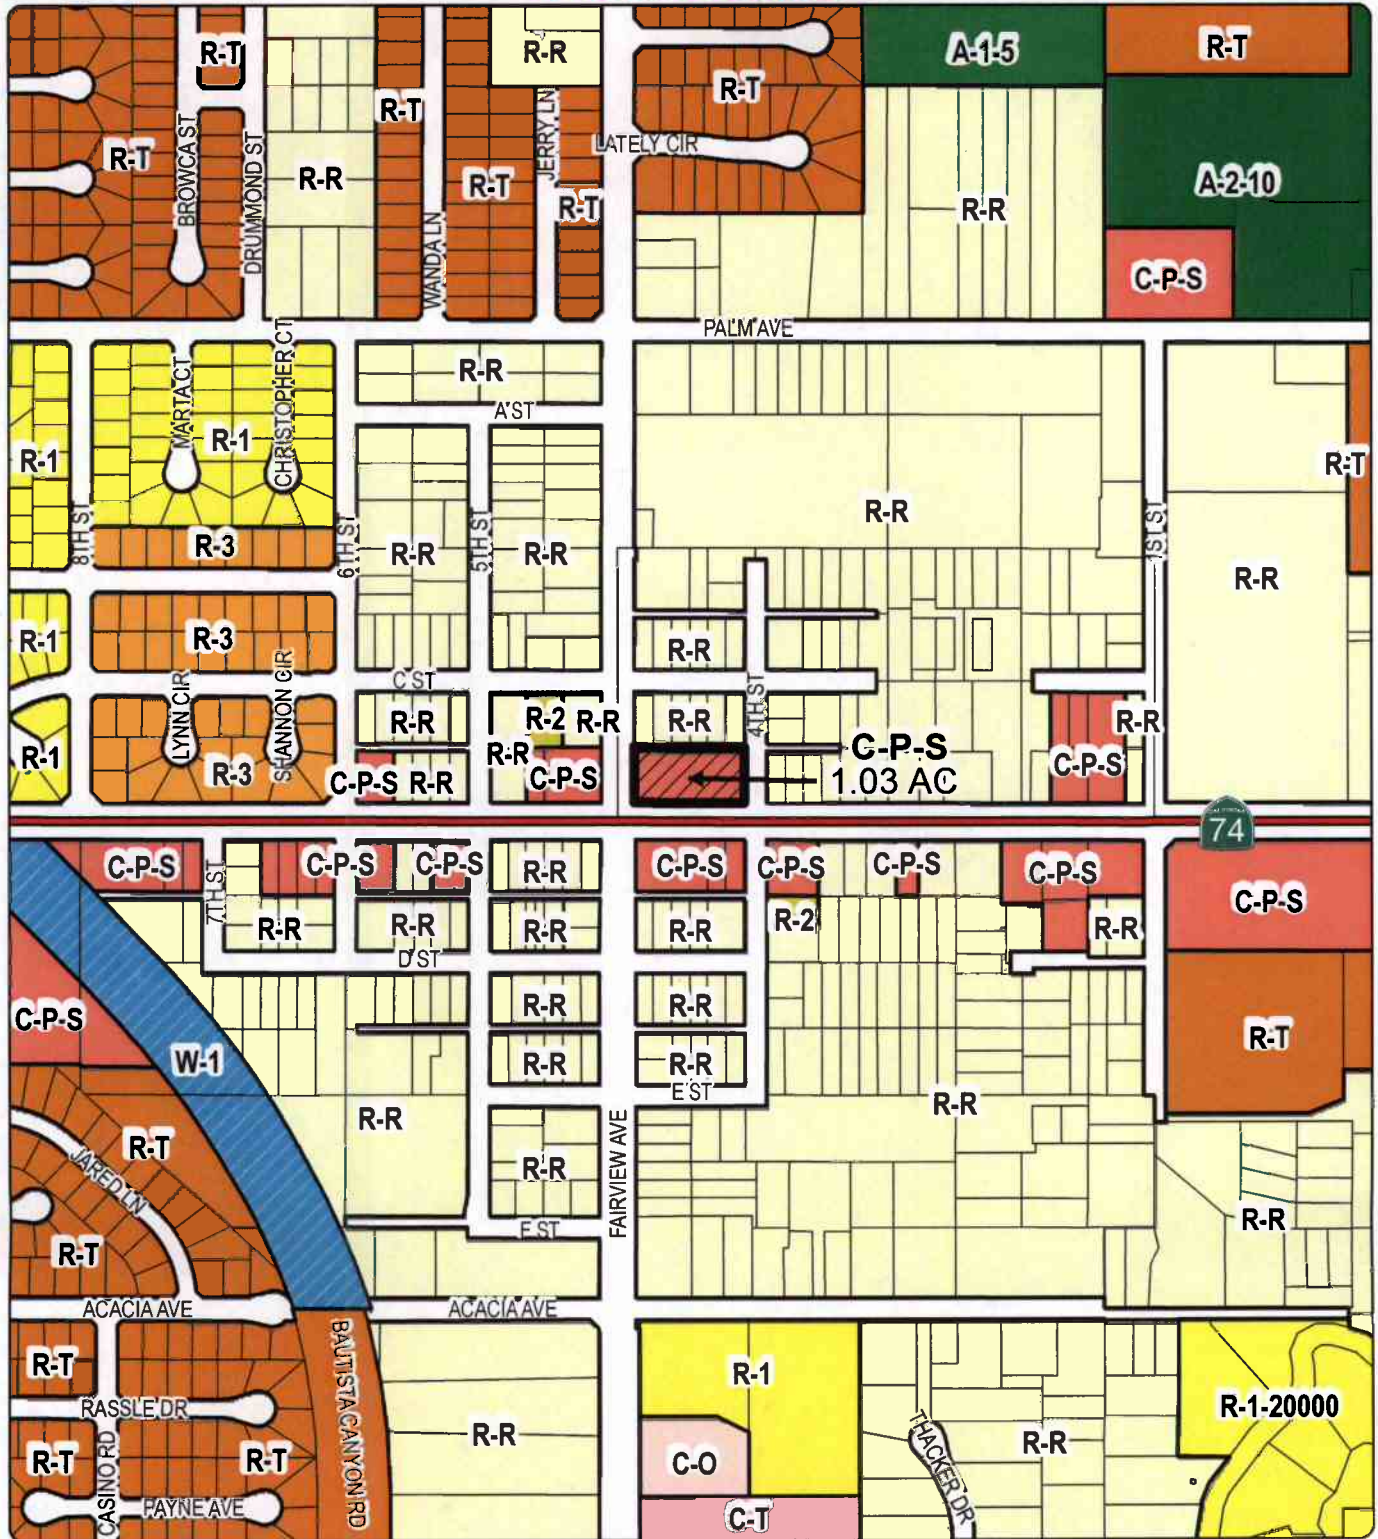 R-T
R-R
R-T
A-1-5
R-T
R-T
R-T
BROWCA ST
DRUMMOND ST
R-R
WANDA LN
R-T
JERRY LN
R-T
LATELY CIR
R-R
A-2-10
C-P-S
PALM AVE
R-1
MARTA CT
R-1
CHRISTOPHER CT
R-R
A ST
8TH ST
R-3
6TH ST
R-R
5TH ST
R-R
R-R
1ST ST
R-T
R-R
R-1
R-3
R-R
C ST
R-1
LYNN CIR
R-3
SHANNON CIR
R-R
C-P-S
R-R
R-R
R-2
R-R
C-P-S
R-R
4TH ST
C-P-S
1.03 AC
C-P-S
R-R
74
C-P-S
7TH ST
C-P-S
C-P-S
R-R
C-P-S
C-P-S
C-P-S
C-P-S
C-P-S
R-R
R-R
R-R
R-R
R-2
R-R
D ST
C-P-S
W-1
R-R
R-R
R-T
R-R
R-R
E ST
R-R
R-T
JARED LN
R-R
R-R
FAIRVIEW AVE
R-R
R-T
F ST
ACACIA AVE
ACACIA AVE
BAUTISTA CANYON RD
R-T
R-1
R-1-20000
RASSLE DR
R-R
THACKER DR
R-R
R-T
CASINO RD
R-T
C-O
PAYNE AVE
C-T